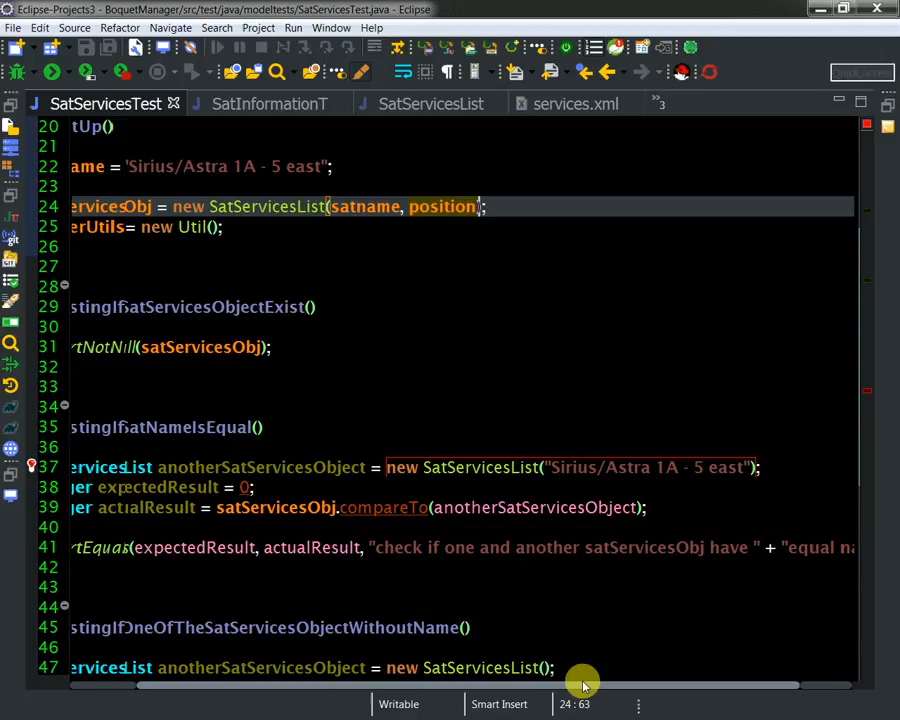 Eclipse-Projects3 - BoquetManager/src/test/java/modeltests/SatServicesTest.java - Eclipse
File Edit Source Refactor Navigate Search Project Run Window Help
Quick Access
SatServicesTest SatInformationT SatServicesList services.xml »3
20 tUp()
21
22 ame = "Sirius/Astra 1A - 5 east";
23
24 ervicesObj = new SatServicesList(satname, position);
25 erUtils= new Util();
26
27
28
29 stingIfSatServicesObjectExist()
30
31 rtNotNill(satServicesObj);
32
33
34
35 stingIfSatNameIsEqual()
36
37 ervicesList anotherSatServicesObject = new SatServicesList("Sirius/Astra 1A - 5 east");
38 ger expectedResult = 0;
39 ger actualResult = satServicesObj.compareTo(anotherSatServicesObject);
40
41 rtEquals(expectedResult, actualResult, "check if one and another satServicesObj have " + "equal na
42
43
44
45 stingIfOneOfTheSatServicesObjectWithoutName()
46
47 ervicesList anotherSatServicesObject = new SatServicesList();
Writable Smart Insert 24 : 63